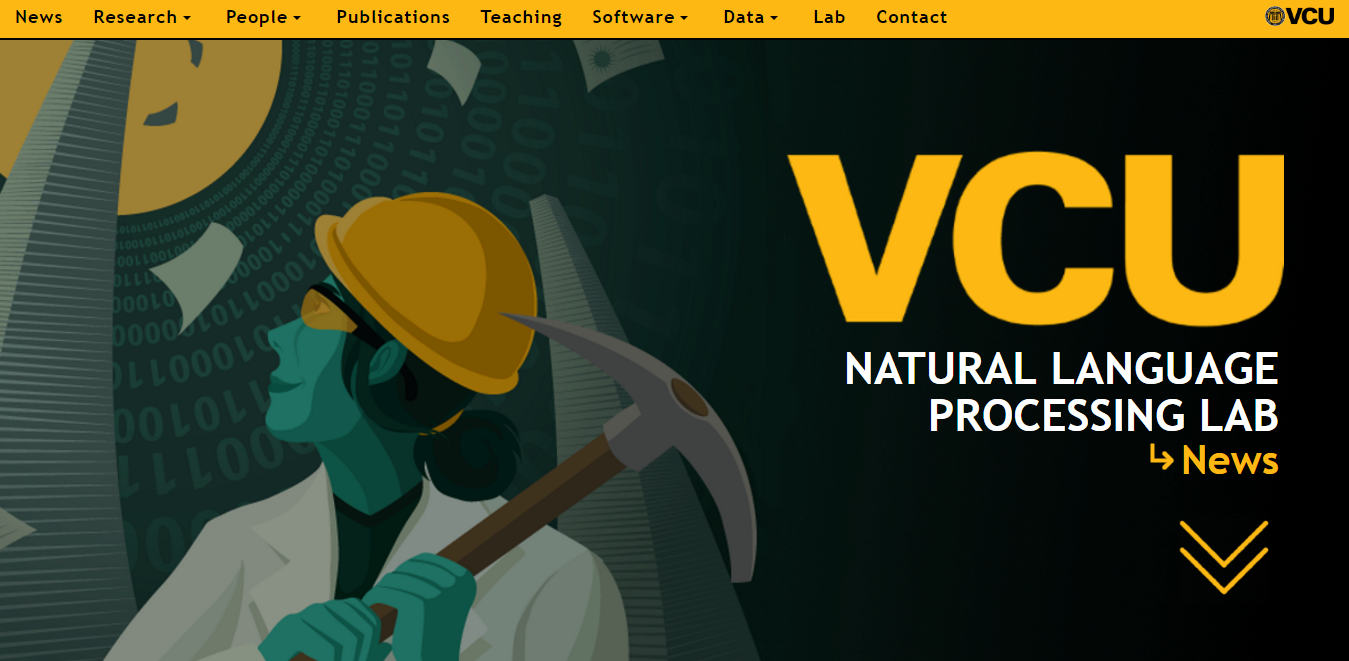 News Research People Publications Teaching Software Data Lab Contact VCU
VCU
NATURAL LANGUAGE
PROCESSING LAB
News